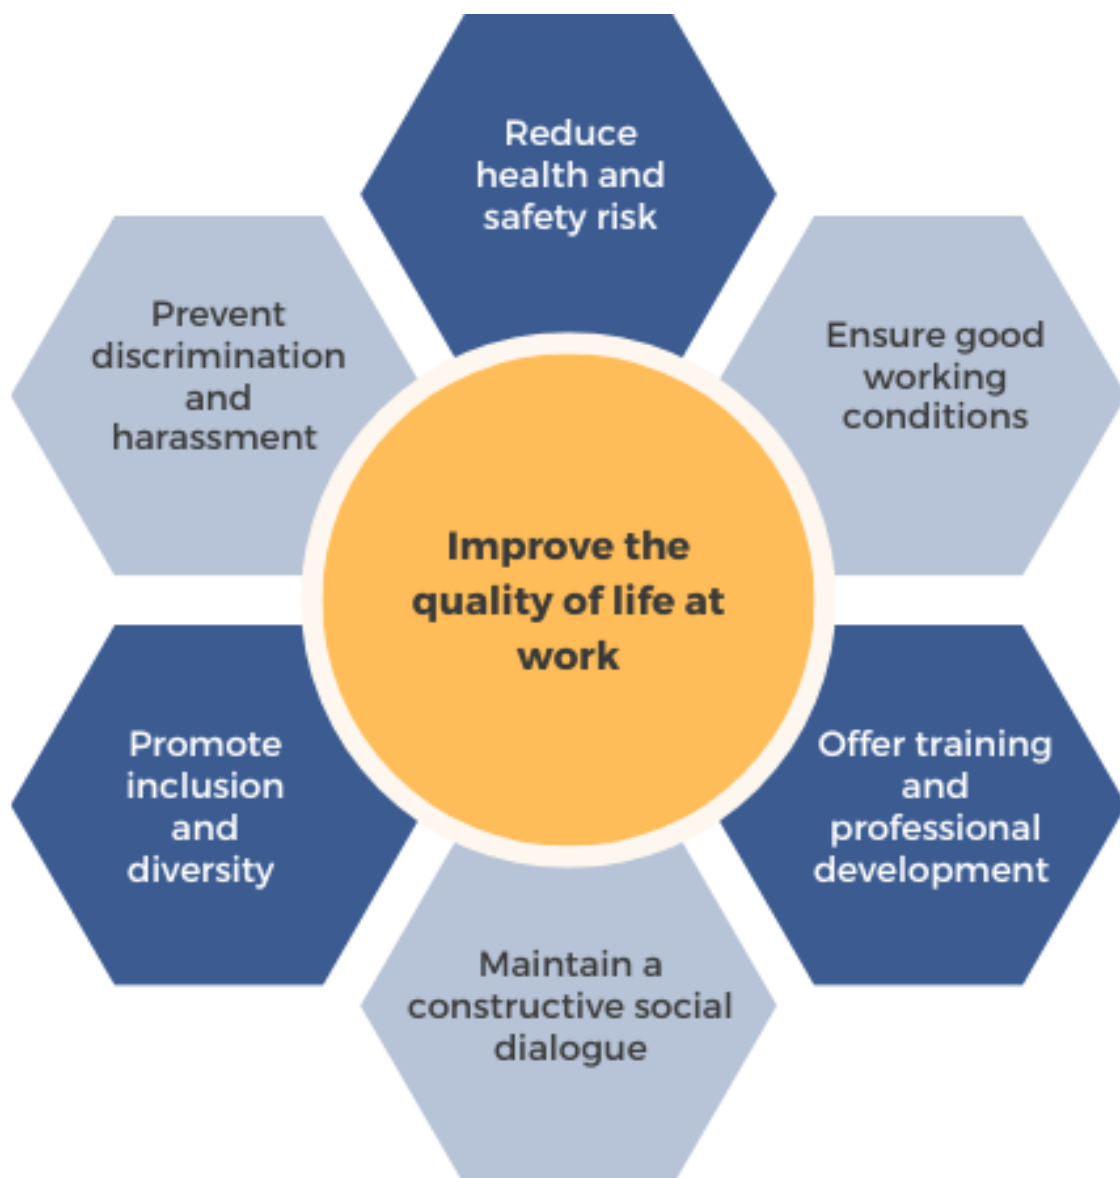 Reduce
health and
safety risk
Prevent
discrimination
and
harassment
Ensure good
working
conditions
Improve the
quality of life at
work
Promote
inclusion
and
diversity
Offer training
and
professional
development
Maintain a
constructive social
dialogue